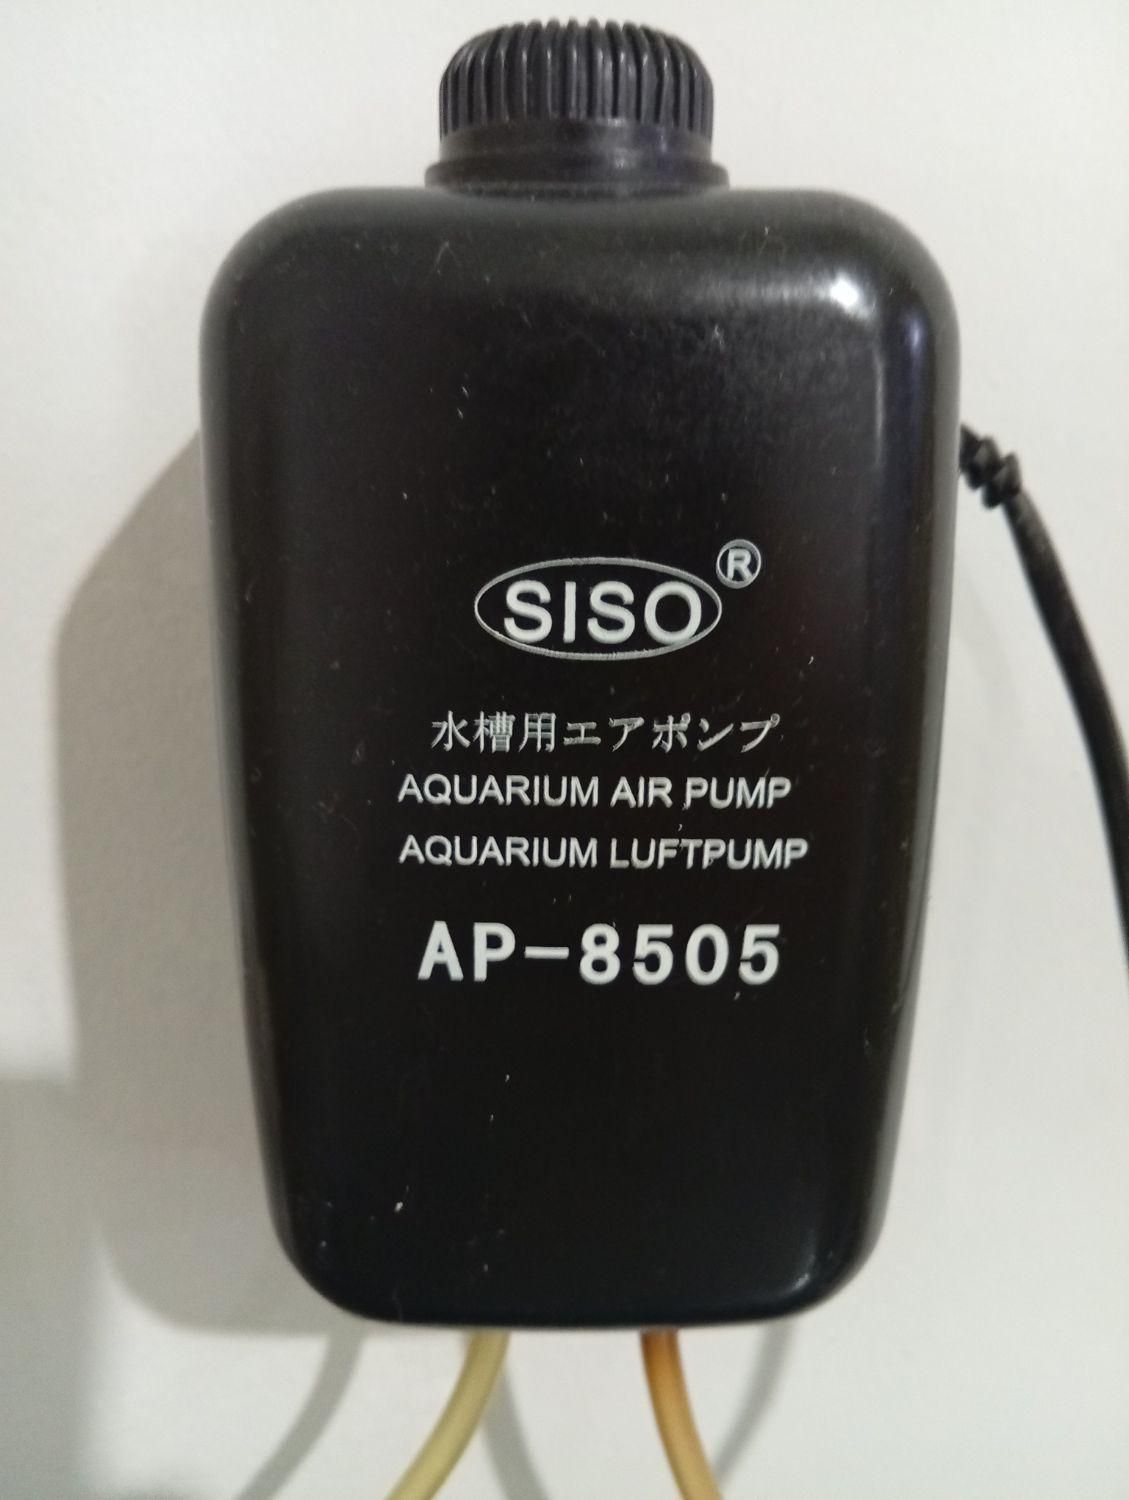 SISO®
水槽用エアポンプ
AQUARIUM AIR PUMP
AQUARIUM LUFTPUMP
AP-8505